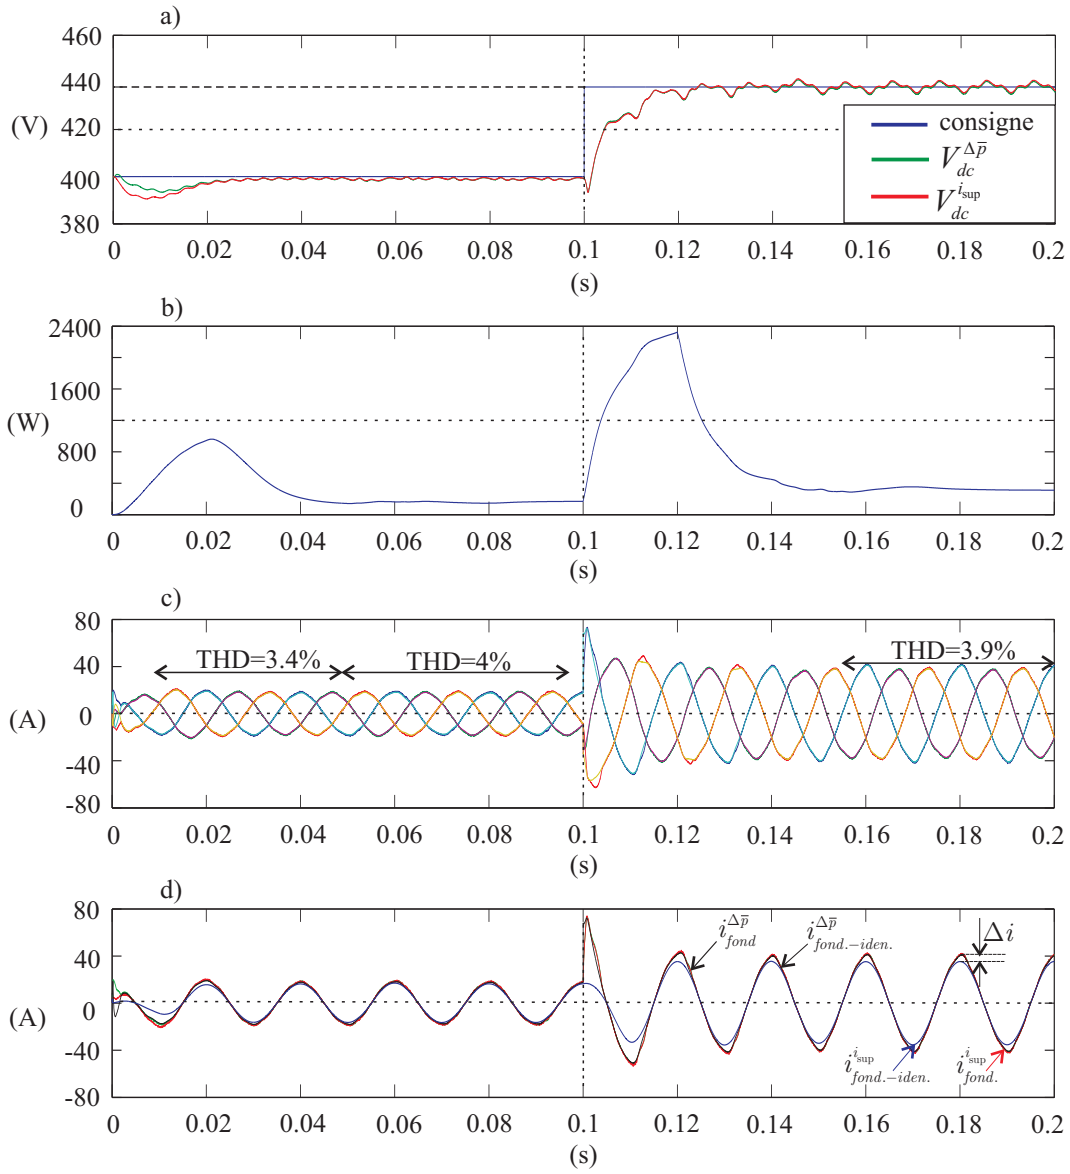 a)
460
440
(V)
420
400
380
consigne
V_dc^Δp̅
V_dc^i_sup
0 0.02 0.04 0.06 0.08 0.1 0.12 0.14 0.16 0.18 0.2
(s)
b)
2400
1600
(W)
800
0
0 0.02 0.04 0.06 0.08 0.1 0.12 0.14 0.16 0.18 0.2
(s)
c)
80
40
(A)
0
-40
-80
THD=3.4%
THD=4%
THD=3.9%
0 0.02 0.04 0.06 0.08 0.1 0.12 0.14 0.16 0.18 0.2
(s)
d)
80
40
(A)
0
-40
-80
i_fond^Δp̅
i_fond.-iden.^Δp̅
Δi
i_fond.-iden.^i_sup
i_fond.^i_sup
0 0.02 0.04 0.06 0.08 0.1 0.12 0.14 0.16 0.18 0.2
(s)